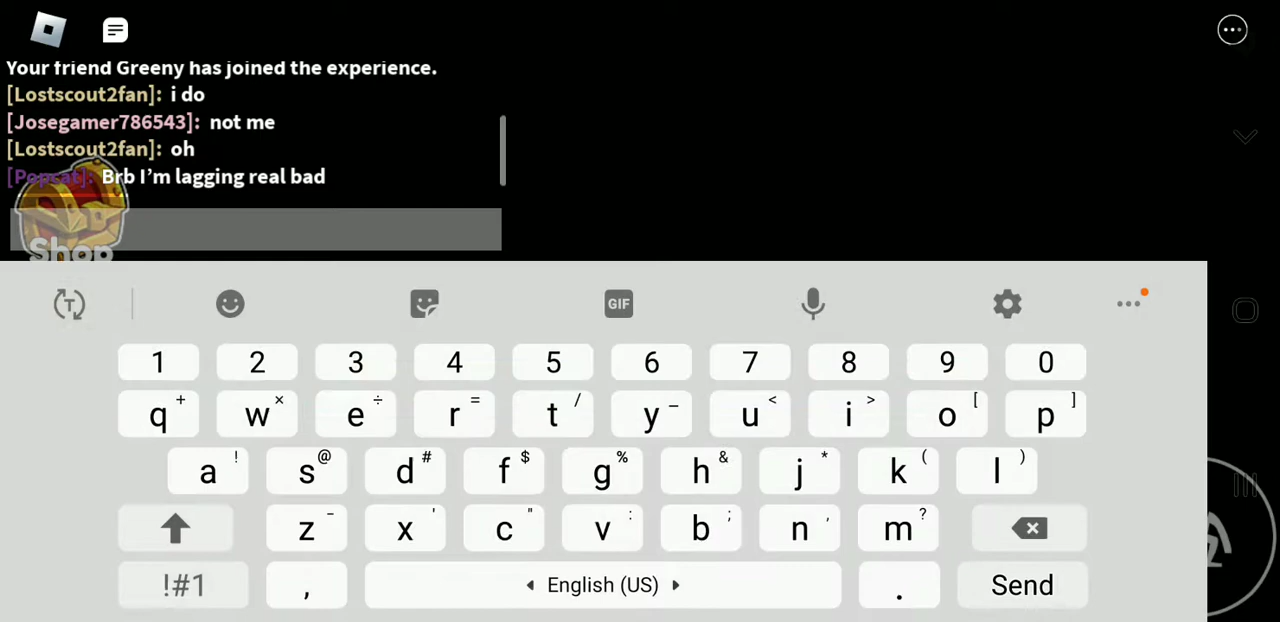 Your friend Greeny has joined the experience.
[Lostscout2fan]: i do
[Josegamer786543]: not me
[Lostscout2fan]: oh
[Popcat]: Brb I’m lagging real bad
Shop
GIF
1 2 3 4 5 6 7 8 9 0
q + w × e ÷ r = t / y _ u < i > o [ p ]
a ! s @ d # f $ g % h & j * k ( l )
z - x ' c " v : b ; n , m ?
!#1 , English (US) . Send